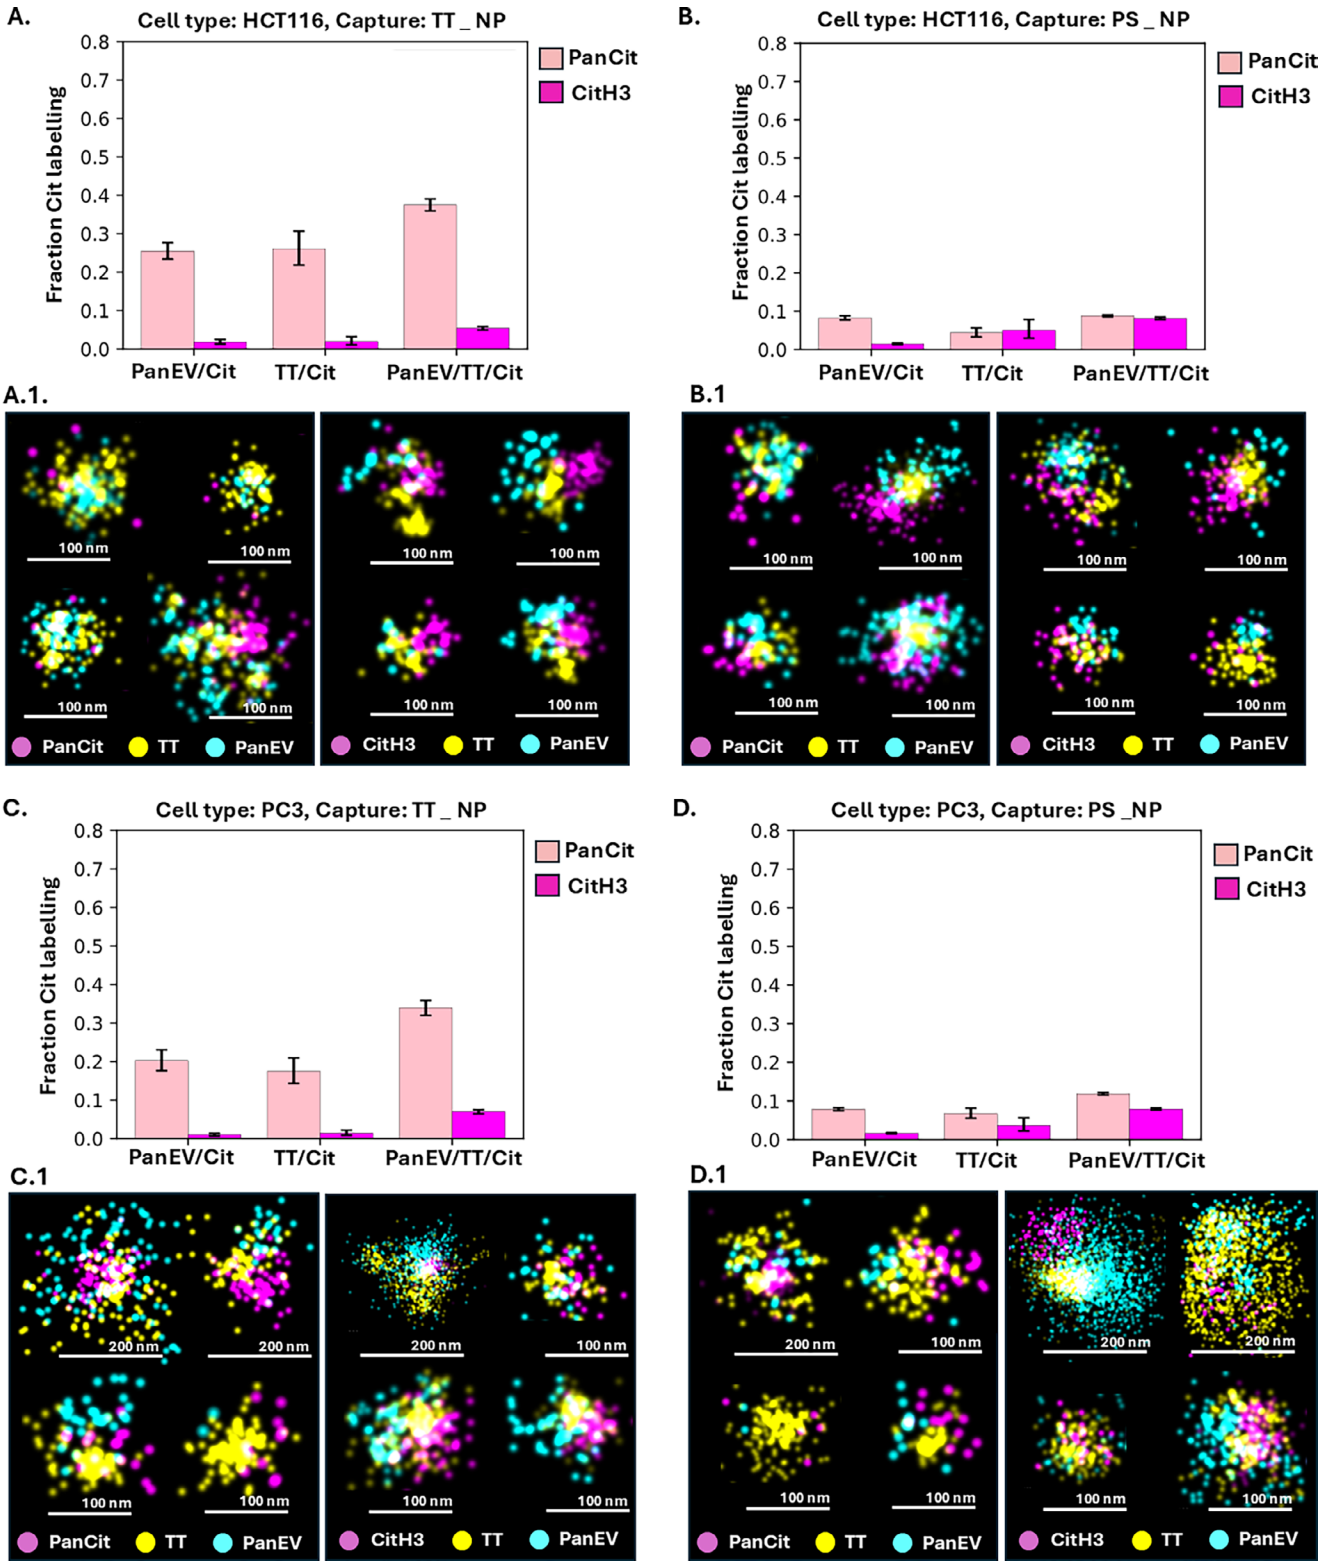 A.
Cell type: HCT116, Capture: TT _ NP
0.8
0.7
0.6
0.5
0.4
0.3
0.2
0.1
0.0
Fraction Cit labelling
PanCit
CitH3
PanEV/Cit
TT/Cit
PanEV/TT/Cit
B.
Cell type: HCT116, Capture: PS _ NP
0.8
0.7
0.6
0.5
0.4
0.3
0.2
0.1
0.0
Fraction Cit labelling
PanCit
CitH3
PanEV/Cit
TT/Cit
PanEV/TT/Cit
A.1.
100 nm
100 nm
100 nm
100 nm
PanCit TT PanEV
100 nm
100 nm
100 nm
100 nm
CitH3 TT PanEV
B.1
100 nm
100 nm
100 nm
100 nm
PanCit TT PanEV
100 nm
100 nm
100 nm
100 nm
CitH3 TT PanEV
C.
Cell type: PC3, Capture: TT _ NP
0.8
0.7
0.6
0.5
0.4
0.3
0.2
0.1
0.0
Fraction Cit labelling
PanCit
CitH3
PanEV/Cit
TT/Cit
PanEV/TT/Cit
D.
Cell type: PC3, Capture: PS _NP
0.8
0.7
0.6
0.5
0.4
0.3
0.2
0.1
0.0
Fraction Cit labelling
PanCit
CitH3
PanEV/Cit
TT/Cit
PanEV/TT/Cit
C.1
200 nm
200 nm
100 nm
100 nm
PanCit TT PanEV
200 nm
100 nm
100 nm
100 nm
CitH3 TT PanEV
D.1
200 nm
100 nm
100 nm
100 nm
PanCit TT PanEV
200 nm
200 nm
100 nm
100 nm
CitH3 TT PanEV